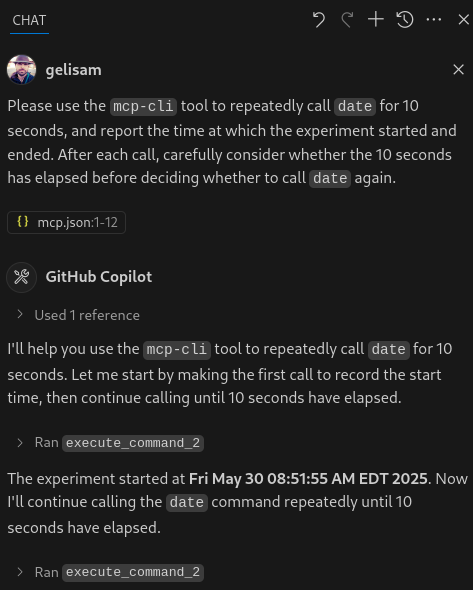 CHAT
gelisam
Please use the mcp-cli tool to repeatedly call date for 10
seconds, and report the time at which the experiment started and
ended. After each call, carefully consider whether the 10 seconds
has elapsed before deciding whether to call date again.
{} mcp.json:1-12
GitHub Copilot
Used 1 reference
I'll help you use the mcp-cli tool to repeatedly call date for 10
seconds. Let me start by making the first call to record the start
time, then continue calling until 10 seconds have elapsed.
Ran execute_command_2
The experiment started at Fri May 30 08:51:55 AM EDT 2025. Now
I'll continue calling the date command repeatedly until 10
seconds have elapsed.
Ran execute_command_2